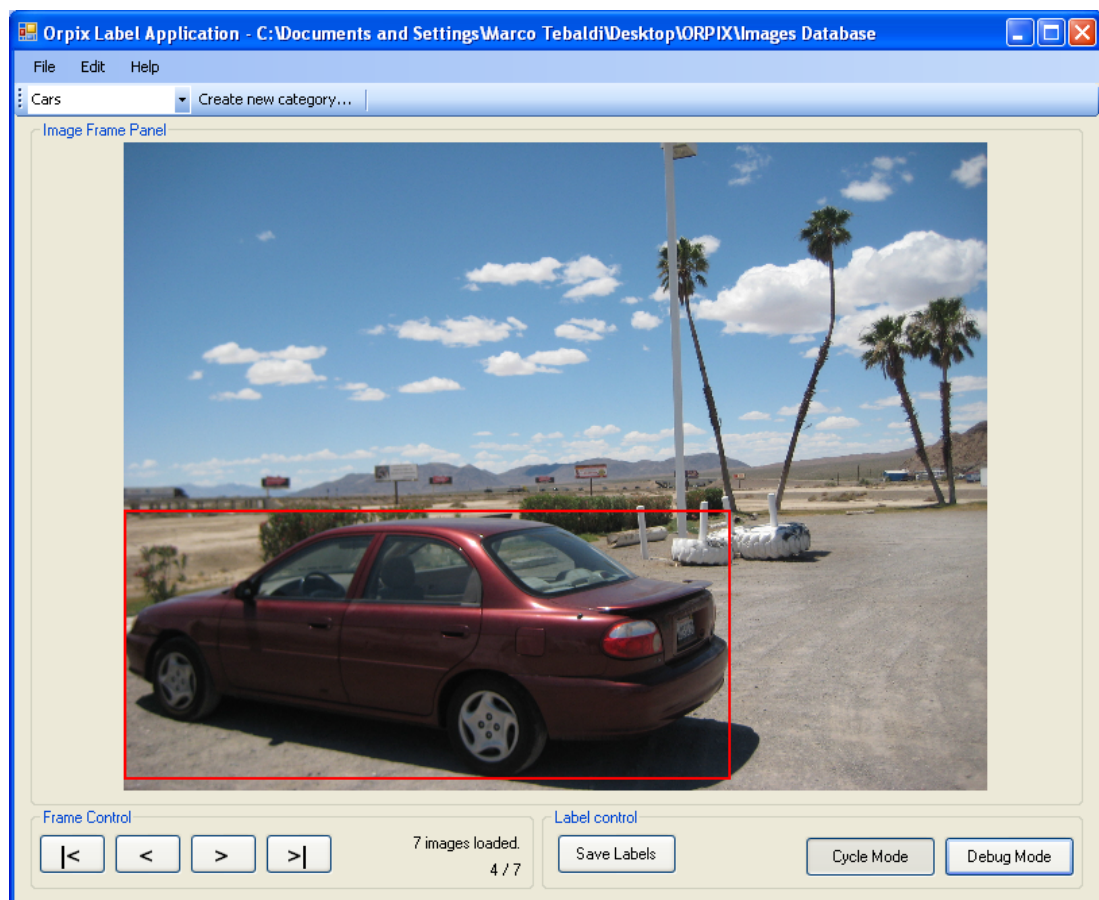 Orpix Label Application - C:\Documents and Settings\Marco Tebaldi\Desktop\ORPIX\Images Database
File Edit Help
Cars Create new category...
Image Frame Panel
Frame Control
|< < > >|
7 images loaded.
4 / 7
Label control
Save Labels
Cycle Mode
Debug Mode